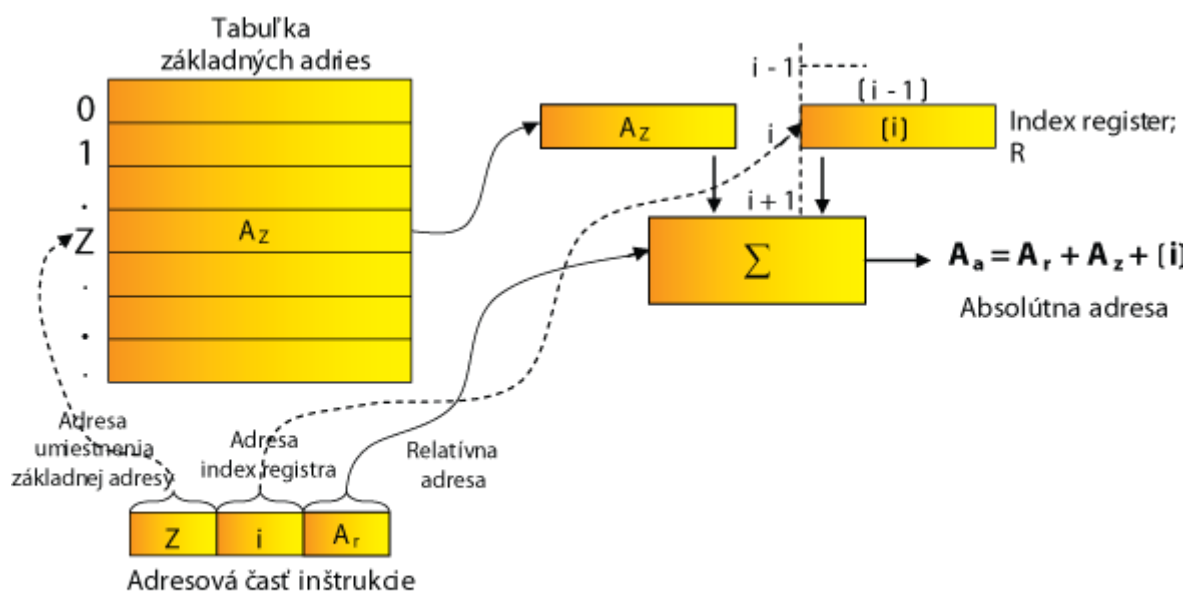 Tabuľka
základných adries
0
1
.
Z
.
.
.
A_Z
A_Z
i - 1
(i - 1)
i
(i)
Index register;
R
i + 1
Σ
A_a = A_r + A_z + (i)
Absolútna adresa
Adresa
umiestnenia
základnej adresy
Adresa
index registra
Relatívna
adresa
Z i A_r
Adresová časť inštrukcie